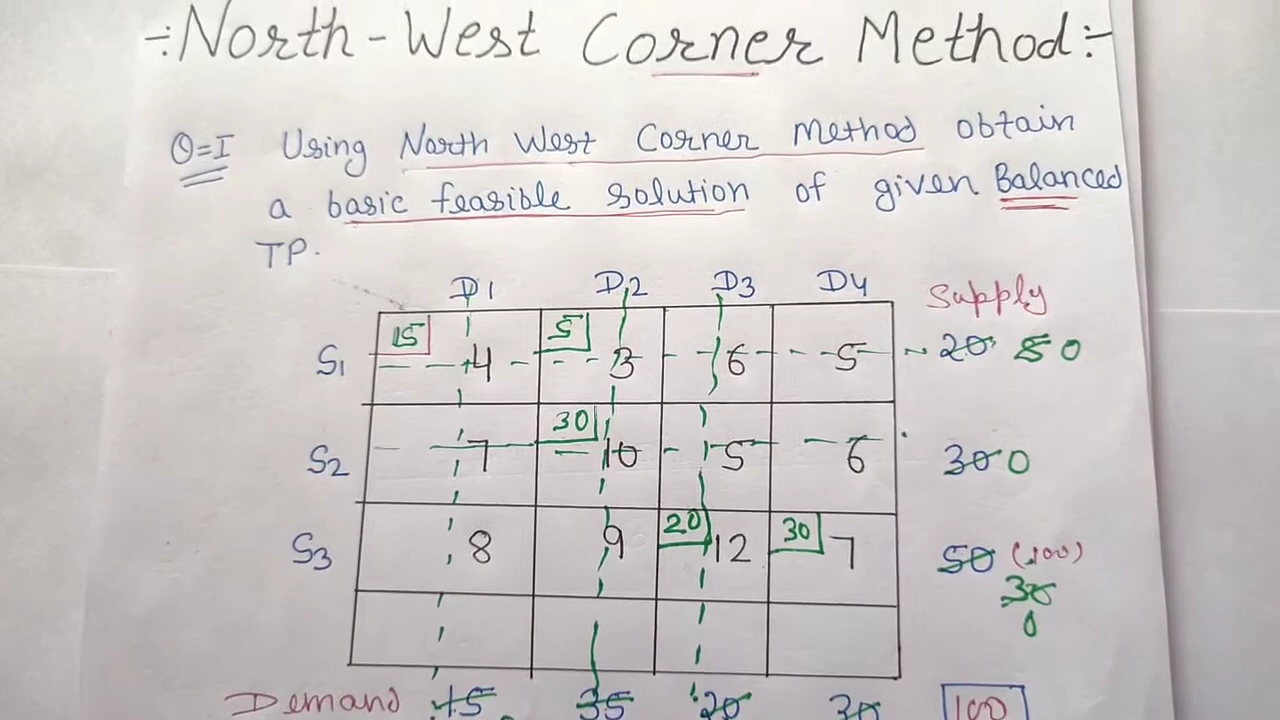 ÷North-West Corner Method:-
Q=I Using North West Corner Method obtain
a basic feasible solution of given Balanced
TP.
D1 D2 D3 D4 Supply
S1 15 4 5 3 6 5 20 5 0
S2 7 30 10 5 6 30 0
S3 8 9 20 12 30 7 50 (100)
30
0
Demand 15 35 20 30 100